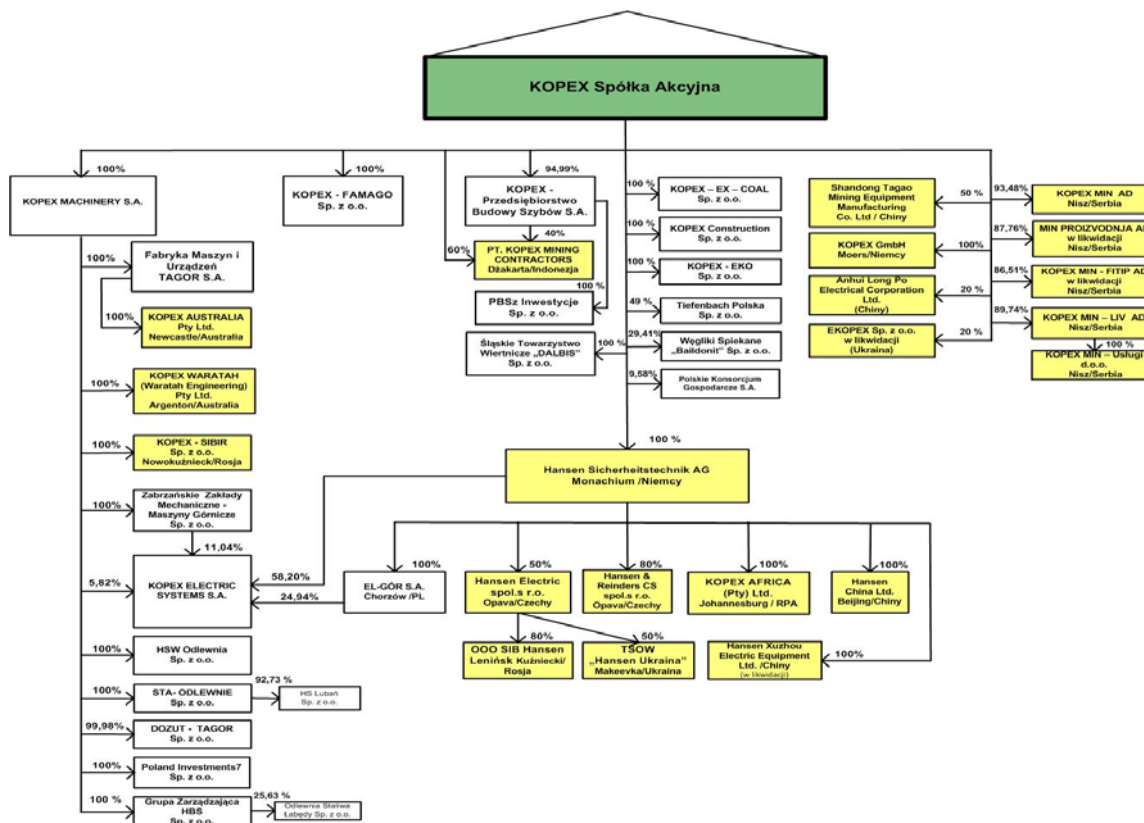 KOPEX Spółka Akcyjna
100%
KOPEX MACHINERY S.A.
100%
KOPEX - FAMAGO
Sp. z o.o.
94,99%
KOPEX -
Przedsiębiorstwo
Budowy Szybów S.A.
40%
60%
PT. KOPEX MINING
CONTRACTORS
Dżakarta/Indonezja
100 %
PBSz Inwestycje
Sp. z o.o.
100 %
KOPEX – EX – COAL
Sp. z o.o.
100 %
KOPEX Construction
Sp. z o.o.
100 %
KOPEX - EKO
Sp. z o.o.
49 %
Tiefenbach Polska
Sp. z o.o.
29,41%
Węgliki Spiekane
„Baildonit” Sp. z o.o.
9,58%
Polskie Konsorcjum
Gospodarcze S.A.
Śląskie Towarzystwo
Wiertnicze „DALBIS”
Sp. z o.o.
100 %
Shandong Tagao
Mining Equipment
Manufacturing
Co. Ltd / Chiny
50 %
KOPEX GmbH
Moers/Niemcy
100%
Anhui Long Po
Electrical Corporation
Ltd.
(Chiny)
20 %
EKOPEX Sp. z o.o.
w likwidacji
(Ukraina)
20 %
93,48%
KOPEX MIN AD
Nisz/Serbia
87,76%
MIN PROIZVODNJA AD
w likwidacji
Nisz/Serbia
86,51%
KOPEX MIN - FITIP AD
w likwidacji
Nisz/Serbia
89,74%
KOPEX MIN – LIV AD
Nisz/Serbia
100 %
KOPEX MIN – Usługi
d.o.o.
Nisz/Serbia
100%
Fabryka Maszyn i
Urządzeń
TAGOR S.A.
100%
KOPEX AUSTRALIA
Pty Ltd.
Newcastle/Australia
100%
KOPEX WARATAH
(Waratah Engineering)
Pty Ltd.
Argenton/Australia
100%
KOPEX - SIBIR
Sp. z o.o.
Nowokuźnieck/Rosja
100%
Zabrzańskie Zakłady
Mechaniczne -
Maszyny Górnicze
Sp. z o.o.
11,04%
5,82%
KOPEX ELECTRIC
SYSTEMS S.A.
58,20%
24,94%
100%
HSW Odlewnia
Sp. z o.o.
100%
STA- ODLEWNIE
Sp. z o.o.
92,73 %
HS Lubań
Sp. z o.o.
99,98%
DOZUT - TAGOR
Sp. z o.o.
100%
Poland Investments7
Sp. z o.o.
100 %
Grupa Zarządzająca
HBS
Sp. z o.o.
25,63 %
Odlewnia Staliwa
Łabędy Sp. z o.o.
100 %
Hansen Sicherheitstechnik AG
Monachium /Niemcy
100%
EL-GÓR S.A.
Chorzów /PL
50%
Hansen Electric
spol.s r.o.
Opava/Czechy
80%
Hansen &
Reinders CS
spol.s r.o.
Opava/Czechy
100%
KOPEX AFRICA
(Pty) Ltd.
Johannesburg / RPA
100%
Hansen
China Ltd.
Beijing/Chiny
80%
OOO SIB Hansen
Lenińsk Kuźniecki/
Rosja
50%
TSOW
„Hansen Ukraina”
Makeevka/Ukraina
Hansen Xuzhou
Electric Equipment
Ltd. /Chiny
(w likwidacji)
100%